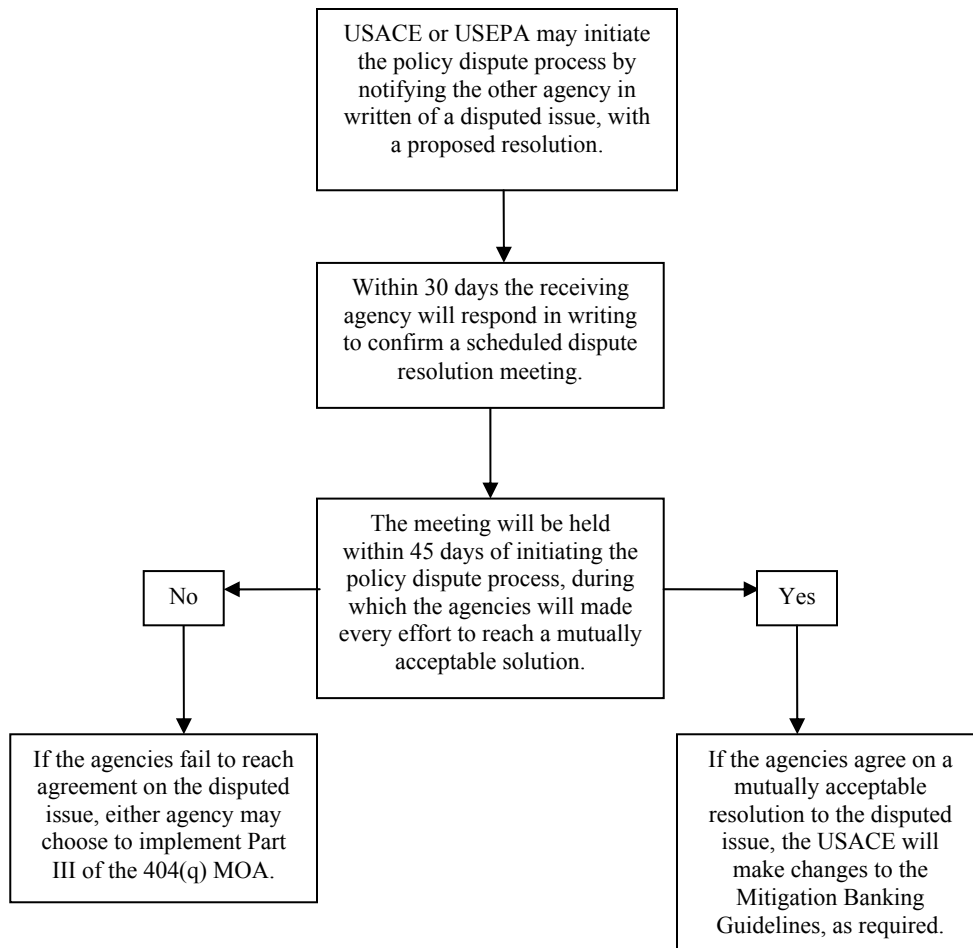 USACE or USEPA may initiate
the policy dispute process by
notifying the other agency in
written of a disputed issue, with
a proposed resolution.
Within 30 days the receiving
agency will respond in writing
to confirm a scheduled dispute
resolution meeting.
The meeting will be held
within 45 days of initiating the
policy dispute process, during
which the agencies will made
every effort to reach a mutually
acceptable solution.
No
Yes
If the agencies fail to reach
agreement on the disputed
issue, either agency may
choose to implement Part
III of the 404(q) MOA.
If the agencies agree on a
mutually acceptable
resolution to the disputed
issue, the USACE will
make changes to the
Mitigation Banking
Guidelines, as required.